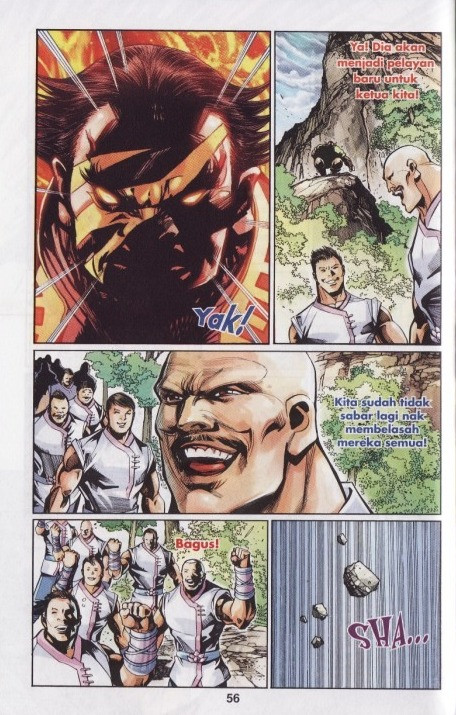 Yak!
Ya! Dia akan
menjadi pelayan
baru untuk
ketua kita!
Kita sudah tidak
sabar lagi nak
membelasah
mereka semua!
Bagus!
SHA...
56